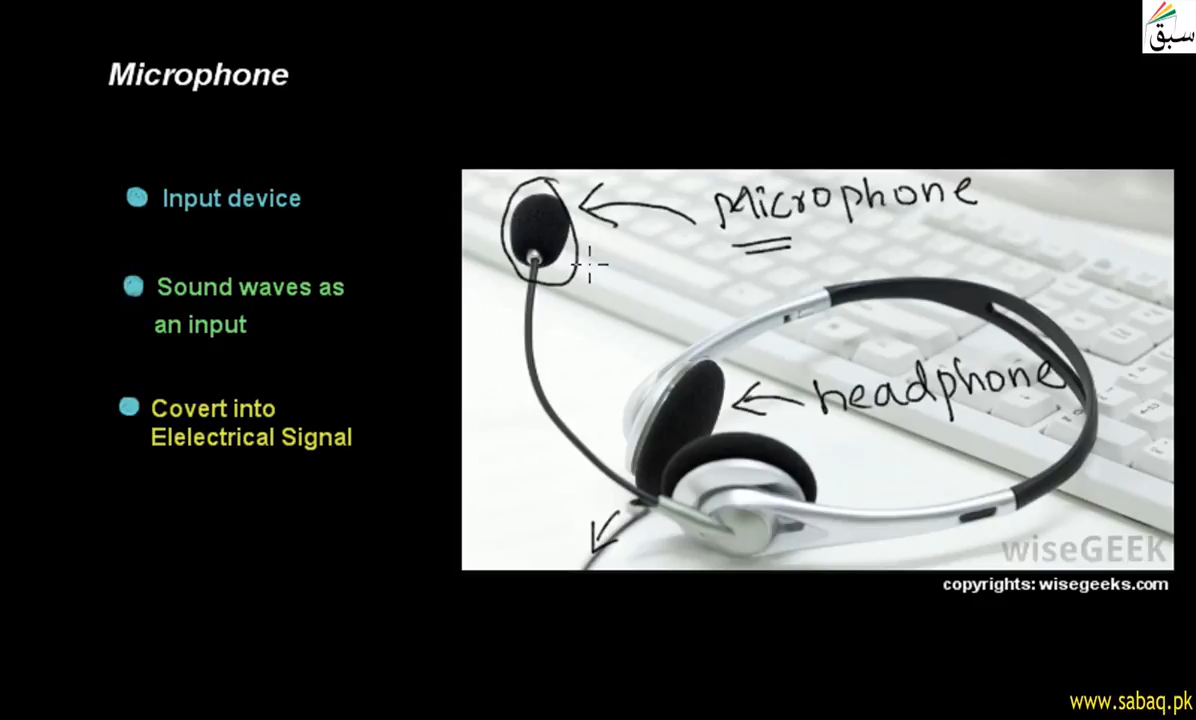 سبق
Microphone
Input device
Sound waves as
an input
Covert into
Elelectrical Signal
Microphone
headphone
wiseGEEK
copyrights: wisegeeks.com
www.sabaq.pk